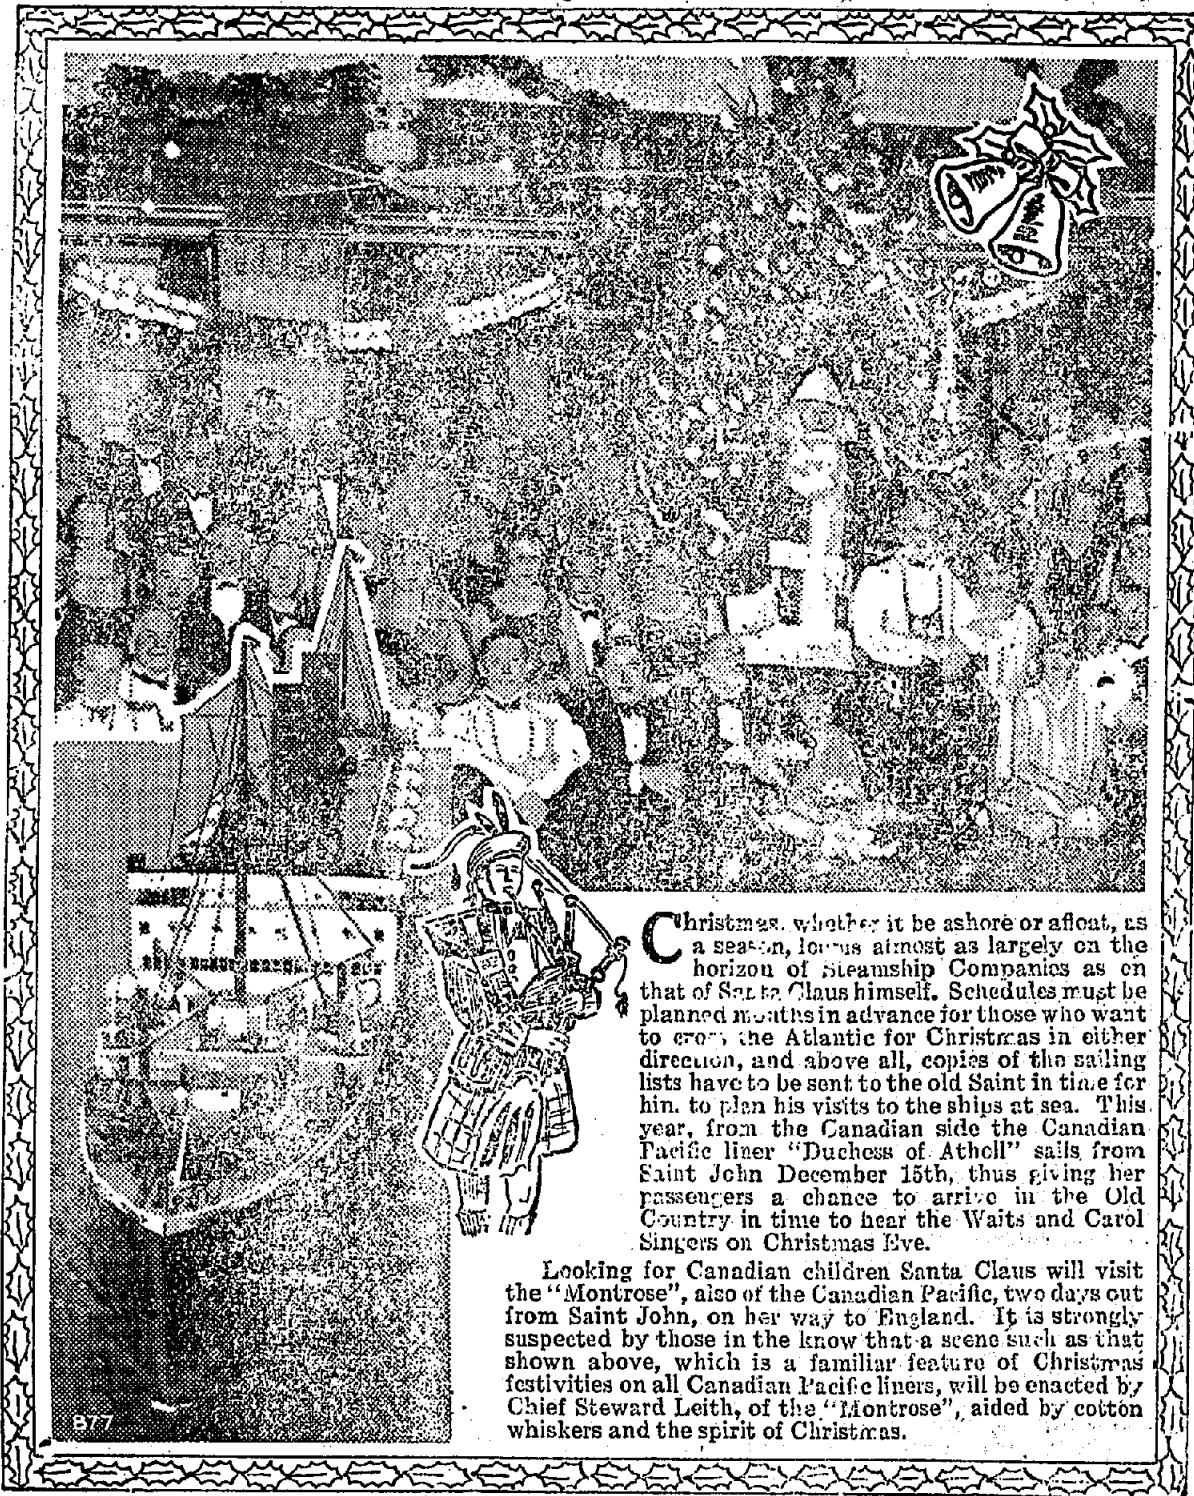 Christmas, whether it be ashore or afloat, as
a season, looms almost as largely on the
horizon of Steamship Companies as on
that of Santa Claus himself. Schedules must be
planned months in advance for those who want
to cross the Atlantic for Christmas in either
direction, and above all, copies of the sailing
lists have to be sent to the old Saint in time for
him to plan his visits to the ships at sea. This
year, from the Canadian side the Canadian
Pacific liner "Duchess of Atholl" sails from
Saint John December 15th, thus giving her
passengers a chance to arrive in the Old
Country in time to hear the Waits and Carol
Singers on Christmas Eve.
Looking for Canadian children Santa Claus will visit
the "Montrose", also of the Canadian Pacific, two days out
from Saint John, on her way to England. It is strongly
suspected by those in the know that a scene such as that
shown above, which is a familiar feature of Christmas
festivities on all Canadian Pacific liners, will be enacted by
Chief Steward Leith, of the "Montrose", aided by cotton
whiskers and the spirit of Christmas.
877